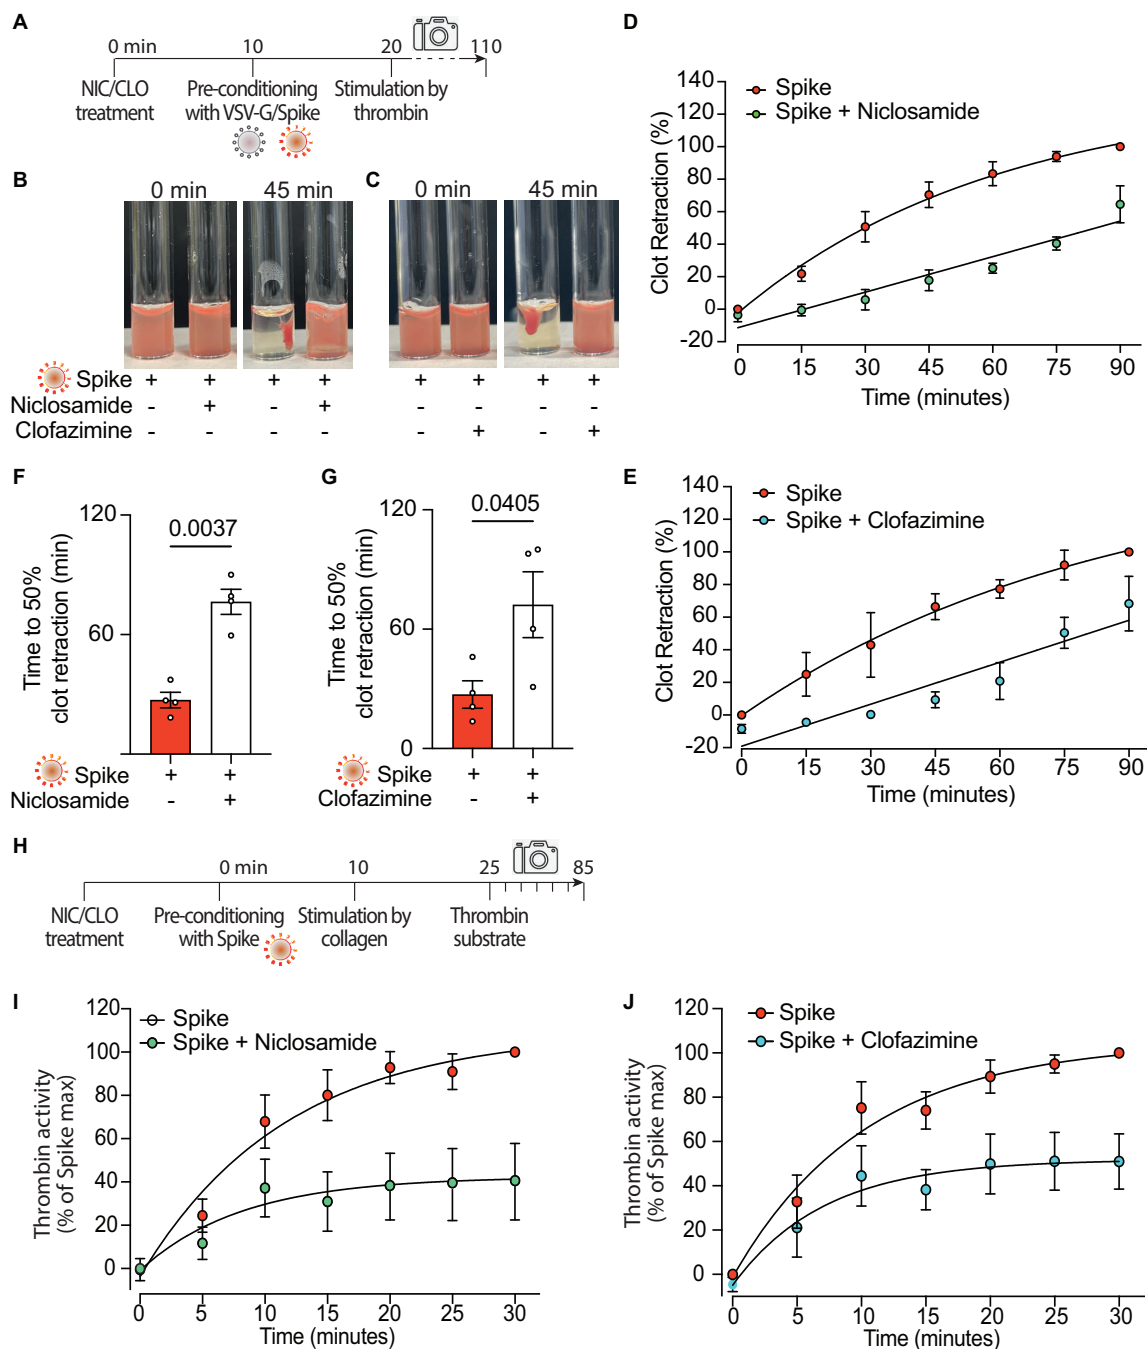 A
0 min 10 20 110
NIC/CLO Pre-conditioning Stimulation by
treatment with VSV-G/Spike thrombin
B 0 min 45 min
C 0 min 45 min
Spike + + + + + + + +
Niclosamide - + - + - - - -
Clofazimine - - - - - + - +
D
Clot Retraction (%)
140
120
100
80
60
40
20
0
-20
Spike
Spike + Niclosamide
0 15 30 45 60 75 90
Time (minutes)
F
Time to 50%
clot retraction (min)
120
60
0.0037
Spike + +
Niclosamide - +
G
Time to 50%
clot retraction (min)
120
60
0
0.0405
Spike + +
Clofazimine - +
E
Clot Retraction (%)
140
120
100
80
60
40
20
0
-20
Spike
Spike + Clofazimine
0 15 30 45 60 75 90
Time (minutes)
H
0 min 10 25 85
NIC/CLO Pre-conditioning Stimulation by Thrombin
treatment with Spike collagen substrate
I
Thrombin activity
(% of Spike max)
120
100
80
60
40
20
0
Spike
Spike + Niclosamide
0 5 10 15 20 25 30
Time (minutes)
J
Thrombin activity
(% of Spike max)
120
100
80
60
40
20
0
Spike
Spike + Clofazimine
0 5 10 15 20 25 30
Time (minutes)